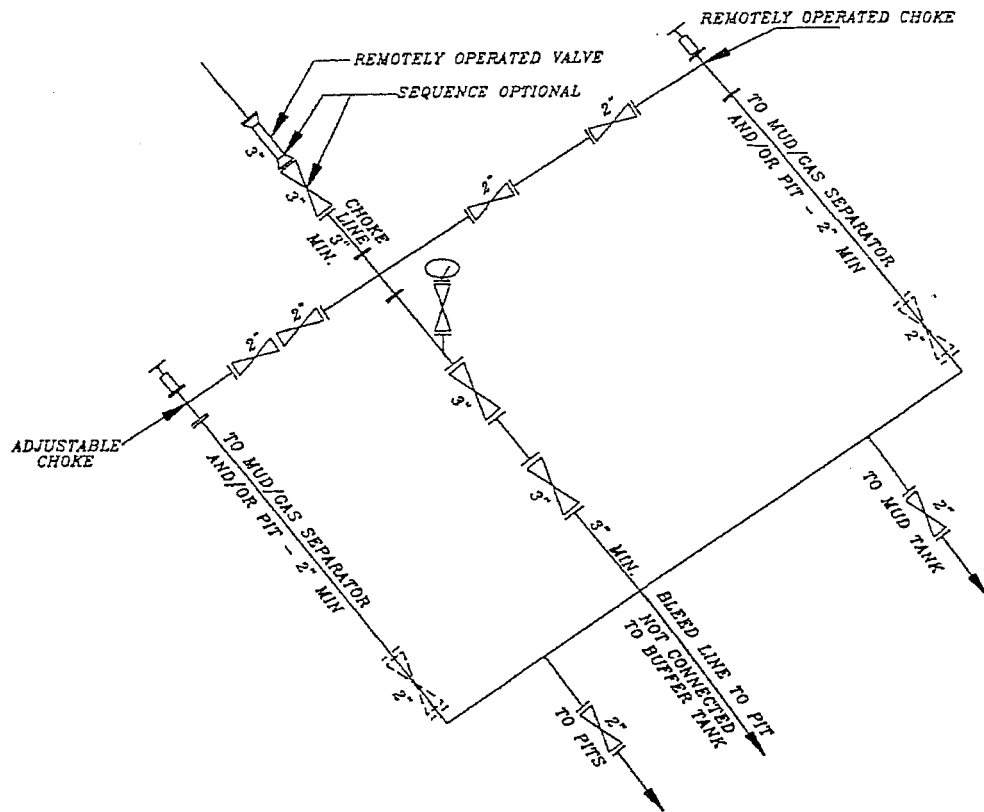 REMOTELY OPERATED CHOKE
REMOTELY OPERATED VALVE
SEQUENCE OPTIONAL
3"
3"
CHOKE
LINE
3"
MIN.
2"
2"
2"
2"
TO MUD/GAS SEPARATOR
AND/OR PIT - 2" MIN
2"
ADJUSTABLE
CHOKE
TO MUD/GAS SEPARATOR
AND/OR PIT - 2" MIN
2"
3"
3"
3" MIN.
BLEED LINE TO PIT
NOT CONNECTED
TO BUFFER TANK
TO MUD TANK
2"
TO PITS
2"